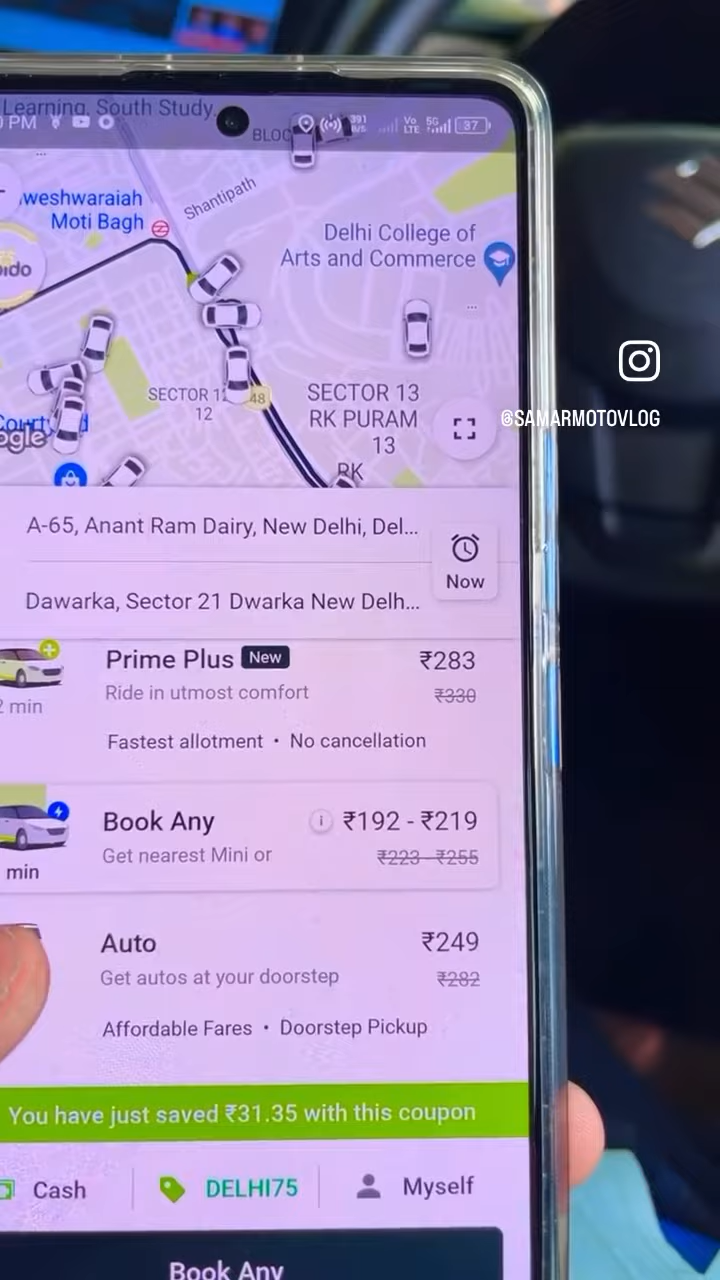 Learning, South Study
PM
391
Vo
LTE
5G
37
BLOC
Shantipath
weshwaraiah
Moti Bagh
Delhi College of
Arts and Commerce
ido
SECTOR 12
12
48
SECTOR 13
RK PURAM
13
RK
@SAMARMOTOVLOG
A-65, Anant Ram Dairy, New Delhi, Del...
Now
Dawarka, Sector 21 Dwarka New Delh...
Prime Plus New ₹283
Ride in utmost comfort ₹330
2 min
Fastest allotment • No cancellation
Book Any i ₹192 - ₹219
Get nearest Mini or ₹223 - ₹255
min
Auto ₹249
Get autos at your doorstep ₹282
Affordable Fares • Doorstep Pickup
You have just saved ₹31.35 with this coupon
Cash DELHI75 Myself
Book Any